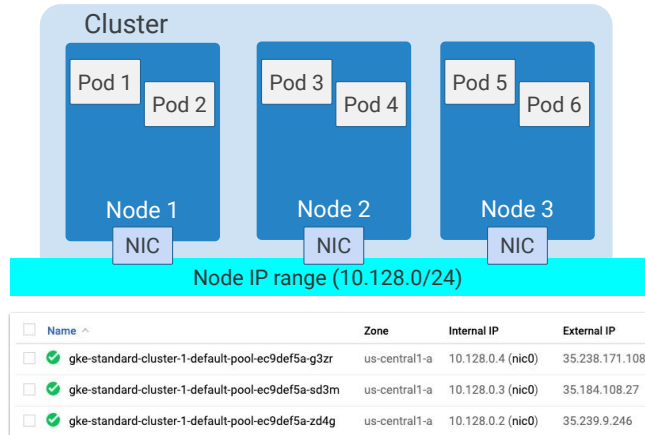 Cluster
Pod 1 Pod 3 Pod 5
Pod 2 Pod 4 Pod 6
Node 1 Node 2 Node 3
NIC NIC NIC
Node IP range (10.128.0/24)
Name Zone Internal IP External IP
gke-standard-cluster-1-default-pool-ec9def5a-g3zr us-central1-a 10.128.0.4 (nic0) 35.238.171.108
gke-standard-cluster-1-default-pool-ec9def5a-sd3m us-central1-a 10.128.0.3 (nic0) 35.184.108.27
gke-standard-cluster-1-default-pool-ec9def5a-zd4g us-central1-a 10.128.0.2 (nic0) 35.239.9.246